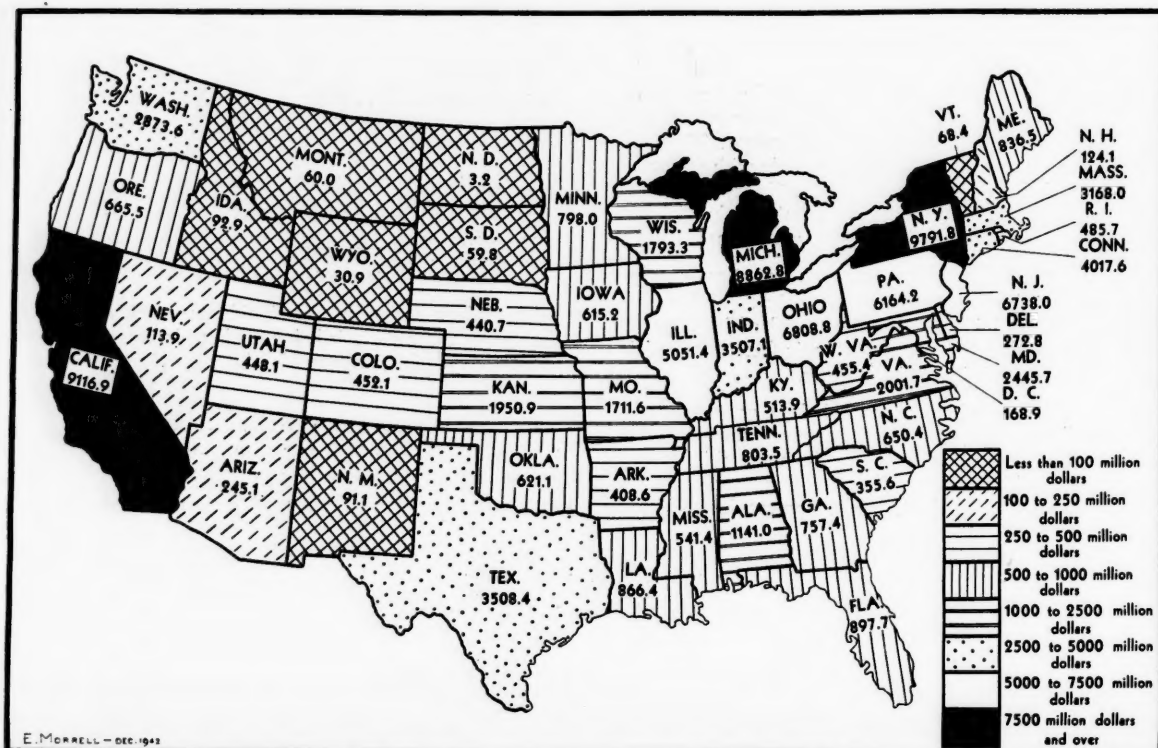 WASH.
2873.6
ORE.
665.5
CALIF.
9116.9
NEV.
113.9
IDA.
92.9
MONT.
60.0
WYO.
30.9
UTAH
448.1
COLO.
452.1
ARIZ.
245.1
N. M.
91.1
N. D.
3.2
S. D.
59.8
NEB.
440.7
KAN.
1950.9
OKLA.
621.1
TEX.
3508.4
MINN.
798.0
IOWA
615.2
MO.
1711.6
ARK.
408.6
LA.
866.4
WIS.
1793.3
ILL.
5051.4
MICH.
8862.8
IND.
3507.1
OHIO
6808.8
KY.
513.9
TENN.
803.5
MISS.
541.4
ALA.
1141.0
GA.
757.4
FLA.
897.7
S. C.
355.6
N. C.
650.4
VA.
2001.7
W. VA.
455.4
PA.
6164.2
N. Y.
9791.8
VT.
68.4
ME.
836.5
N. H.
124.1
MASS.
3168.0
R. I.
485.7
CONN.
4017.6
N. J.
6738.0
DEL.
272.8
MD.
2445.7
D. C.
168.9
Less than 100 million
dollars
100 to 250 million
dollars
250 to 500 million
dollars
500 to 1000 million
dollars
1000 to 2500 million
dollars
2500 to 5000 million
dollars
5000 to 7500 million
dollars
7500 million dollars
and over
E. MORRELL – DEC. 1942